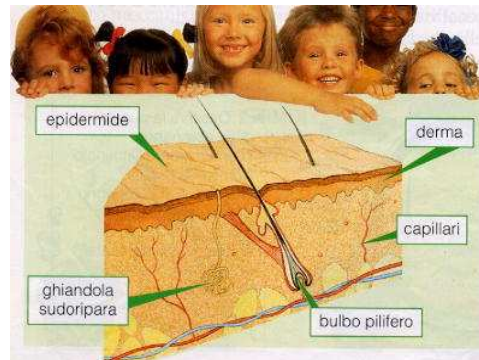 epidermide
derma
capillari
ghiandola
sudoripara
bulbo pilifero